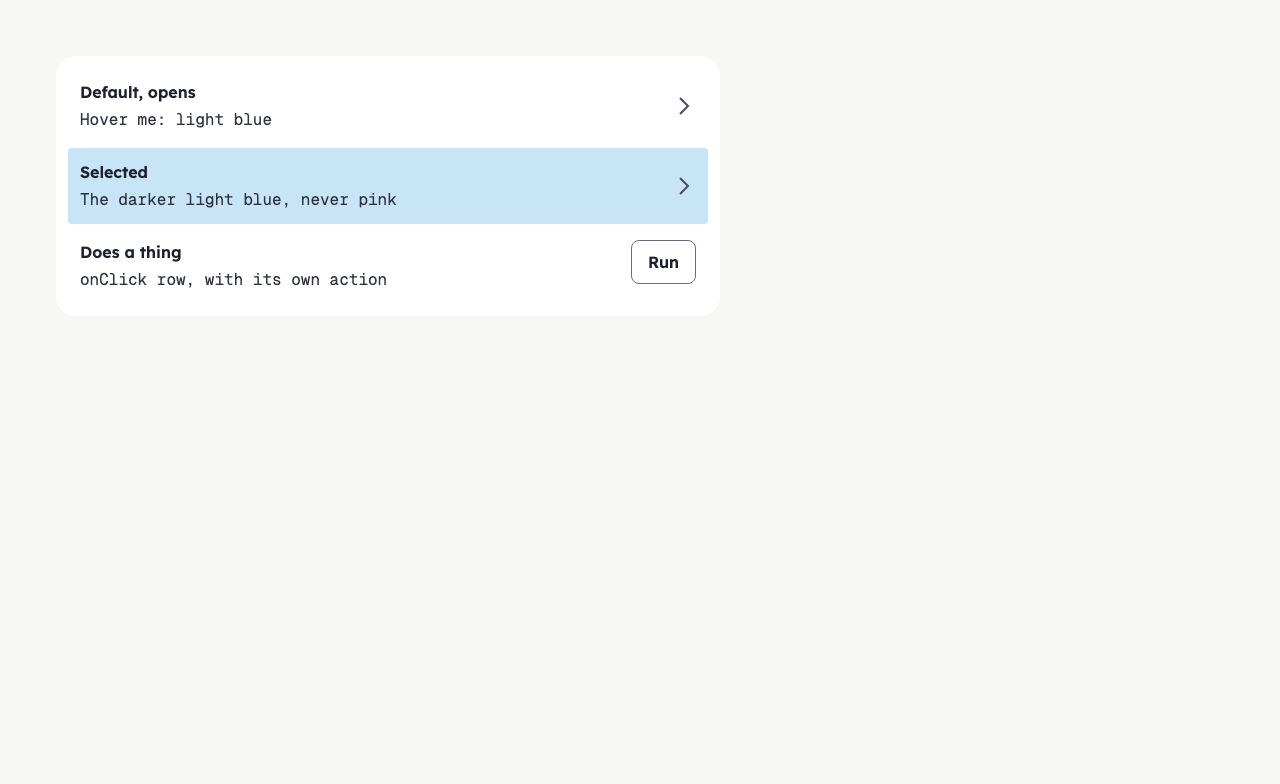 Default, opens
Hover me: light blue
Selected
The darker light blue, never pink
Does a thing
onClick row, with its own action
Run